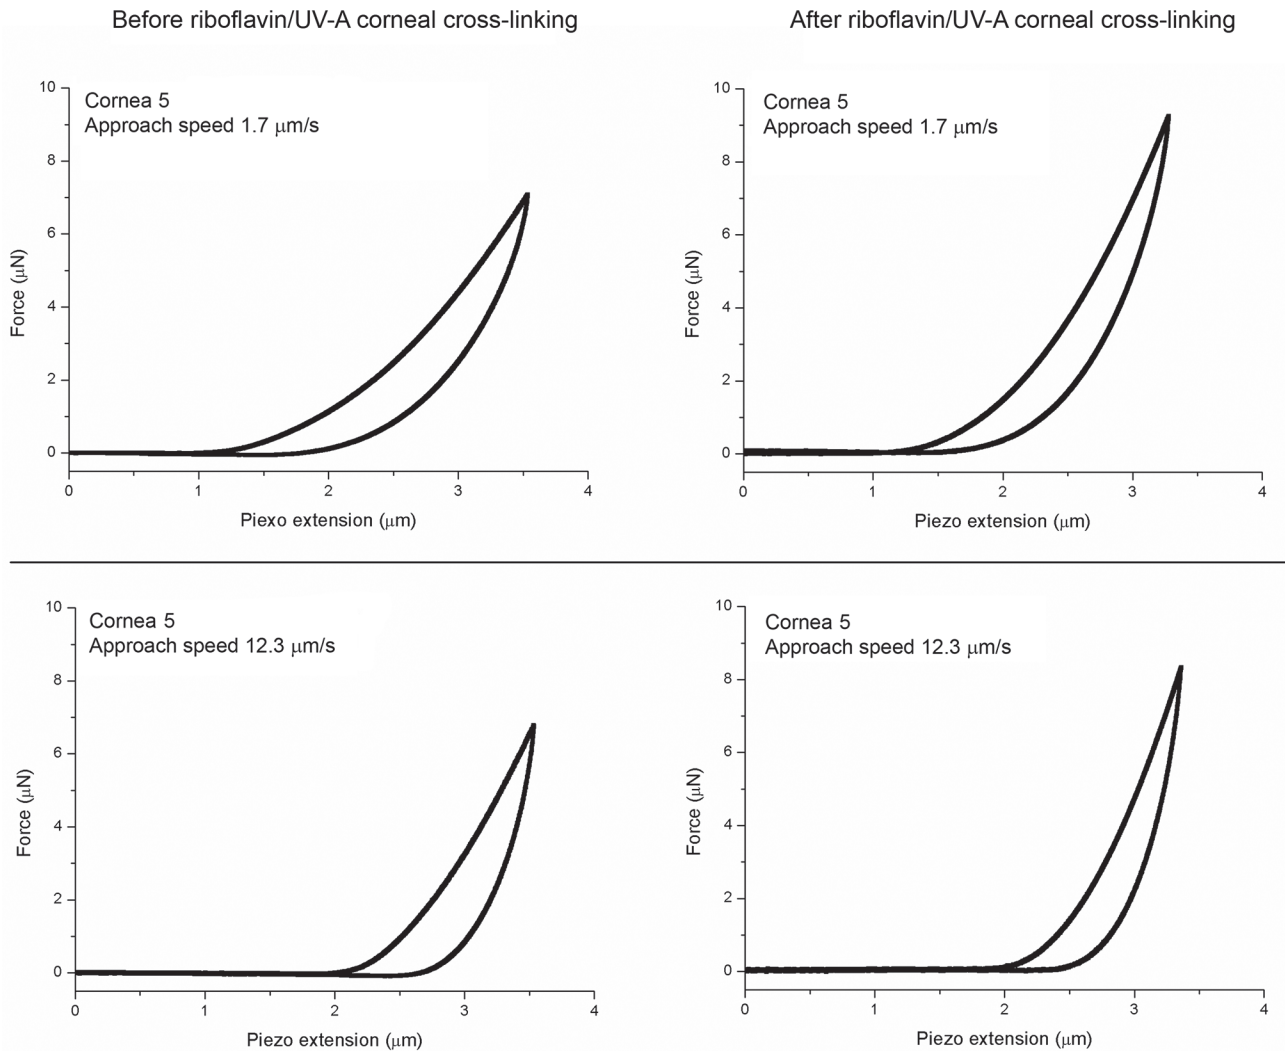 Before riboflavin/UV-A corneal cross-linking
After riboflavin/UV-A corneal cross-linking
Cornea 5
Approach speed 1.7 μm/s
10
8
6
4
2
0
Force (μN)
0 1 2 3 4
Piexo extension (μm)
Cornea 5
Approach speed 1.7 μm/s
10
8
6
4
2
0
Force (μN)
0 1 2 3 4
Piezo extension (μm)
Cornea 5
Approach speed 12.3 μm/s
10
8
6
4
2
0
Force (μN)
0 1 2 3 4
Piezo extension (μm)
Cornea 5
Approach speed 12.3 μm/s
10
8
6
4
2
0
Force (μN)
0 1 2 3 4
Piezo extension (μm)